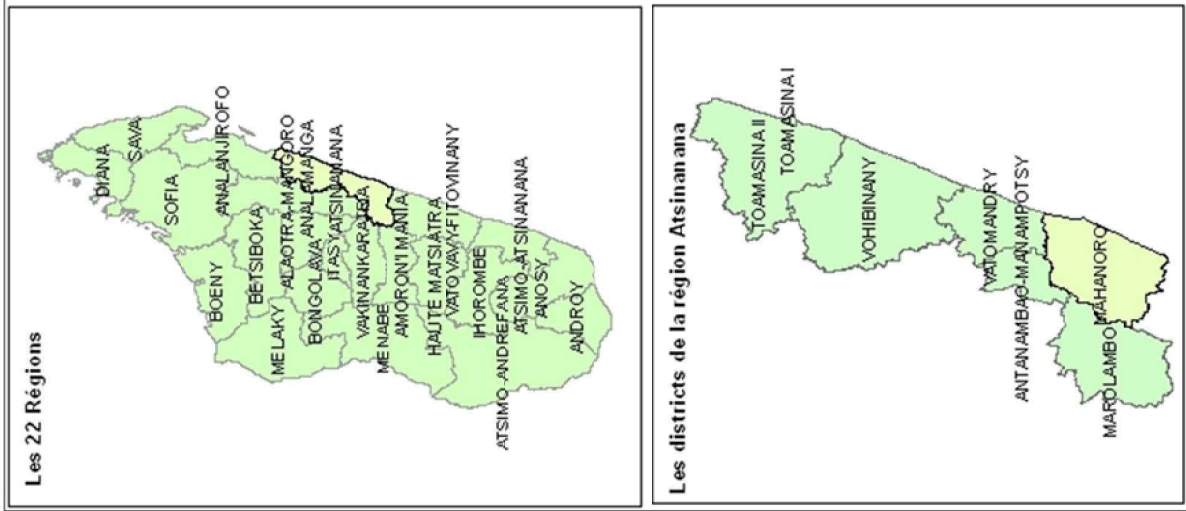 Les 22 Régions
DIANA
SAVA
SOFIA
ANALANJIROFO
BOENY
BETSIBOKA
MELAKY
ALAOTRA-MANGORO
BONGOLAVA
ANALAMANGA
ITASY
ATSINANANA
VAKINANKARATRA
MENABE
AMORON'I MANIA
HAUTE MATSIATRA
VATOVAVY-FITOVINANY
IHOROMBE
ATSIMO-ANDREFANA
ATSIMO-ATSINANANA
ANOSY
ANDROY
Les districts de la région Atsinanana
TOAMASINA II
TOAMASINA I
VOHIBINANY
VATOMANDRY
ANTANAMBAO-MANAMPOTSY
MAHANORO
MAROLAMBO